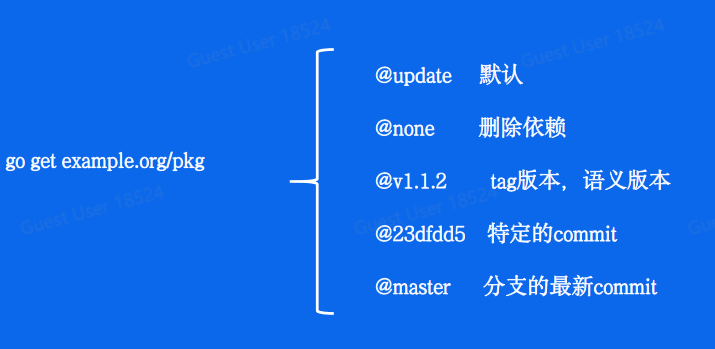 Guest User 18524
Guest User 18524
@update 默认
@none 删除依赖
go get example.org/pkg
@v1.1.2 tag版本，语义版本
Guest User 18524
Guest User 18524
@23dfdd5 特定的commit
@master 分支的最新commit